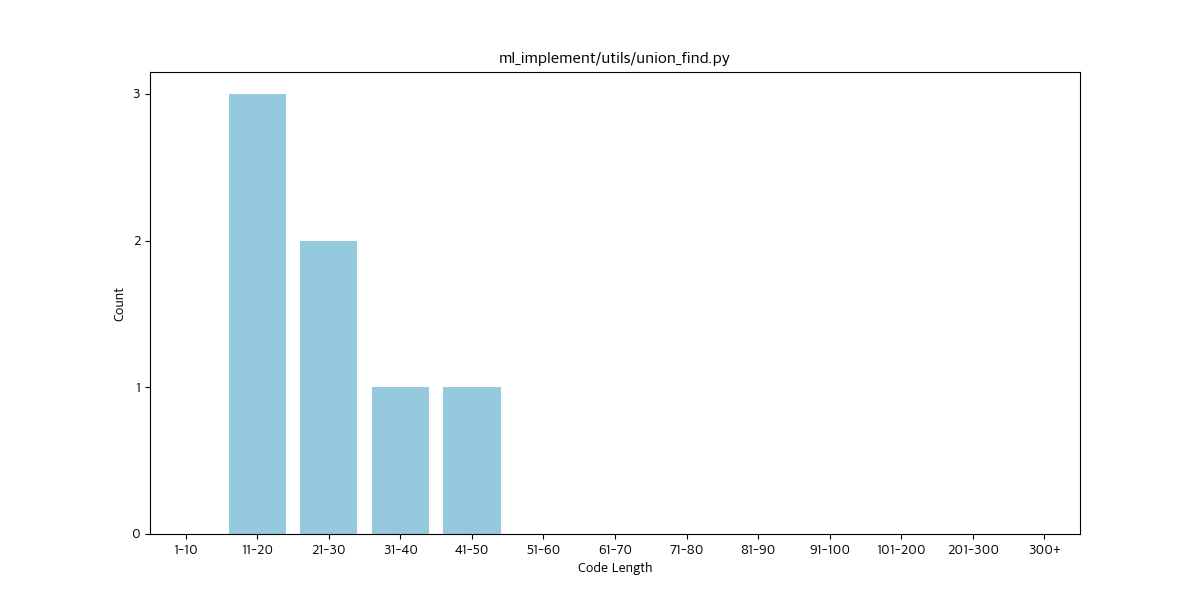 ml_implement/utils/union_find.py
3
2
1
0
Count
1-10 11-20 21-30 31-40 41-50 51-60 61-70 71-80 81-90 91-100 101-200 201-300 300+
Code Length